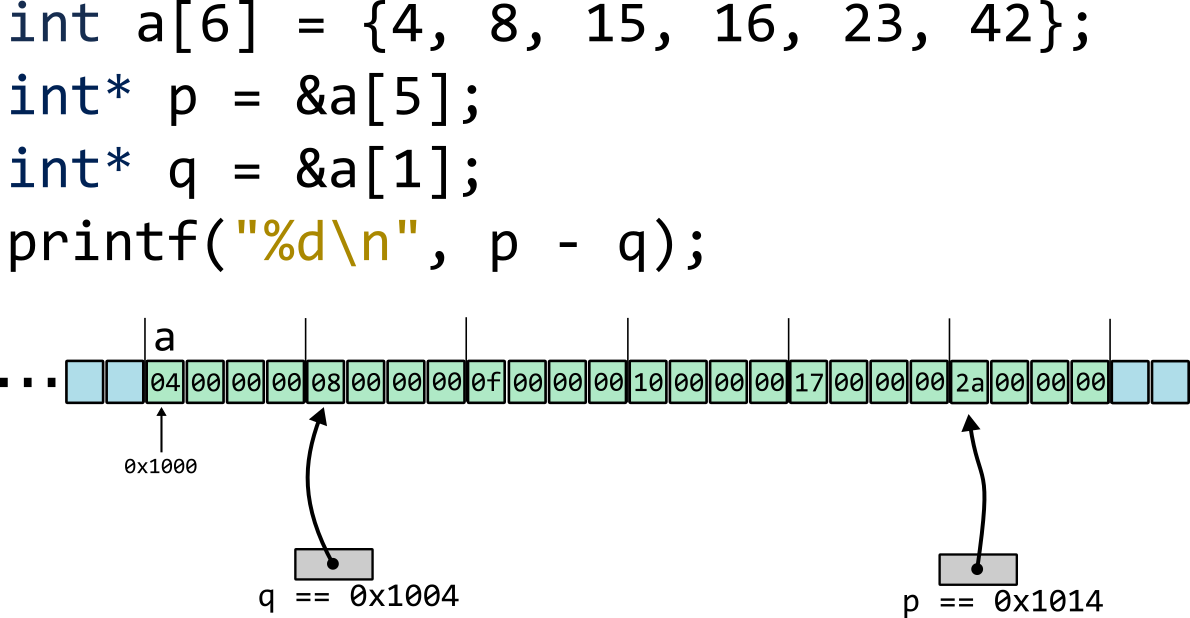 int a[6] = {4, 8, 15, 16, 23, 42};
int* p = &a[5];
int* q = &a[1];
printf("%d\n", p - q);
a
... 04 00 00 00 08 00 00 00 0f 00 00 00 10 00 00 00 17 00 00 00 2a 00 00 00
0x1000
q == 0x1004
p == 0x1014